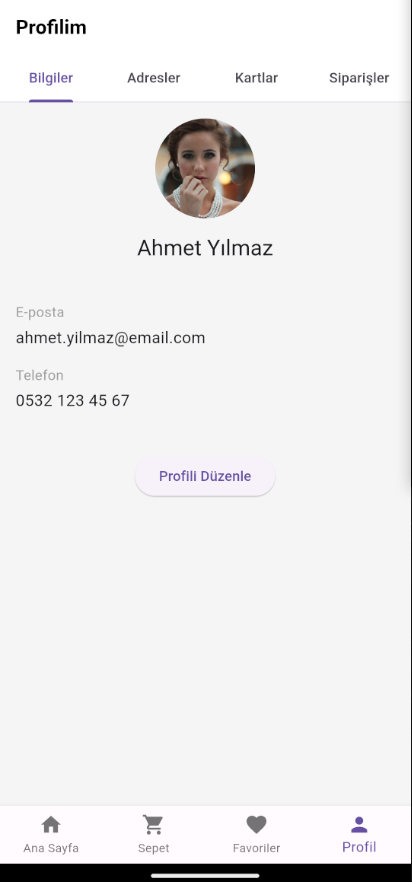 Profilim
Bilgiler Adresler Kartlar Siparişler
Ahmet Yılmaz
E-posta
ahmet.yilmaz@email.com
Telefon
0532 123 45 67
Profili Düzenle
Ana Sayfa Sepet Favoriler Profil